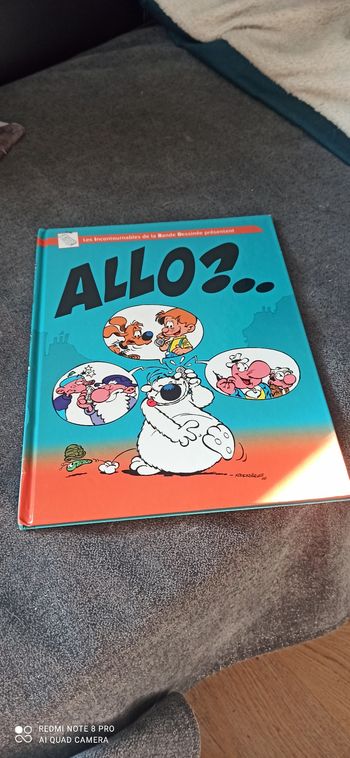 Les Incontournables de la Bande Dessinée présentent
ALLO?..
REDMI NOTE 8 PRO
AI QUAD CAMERA